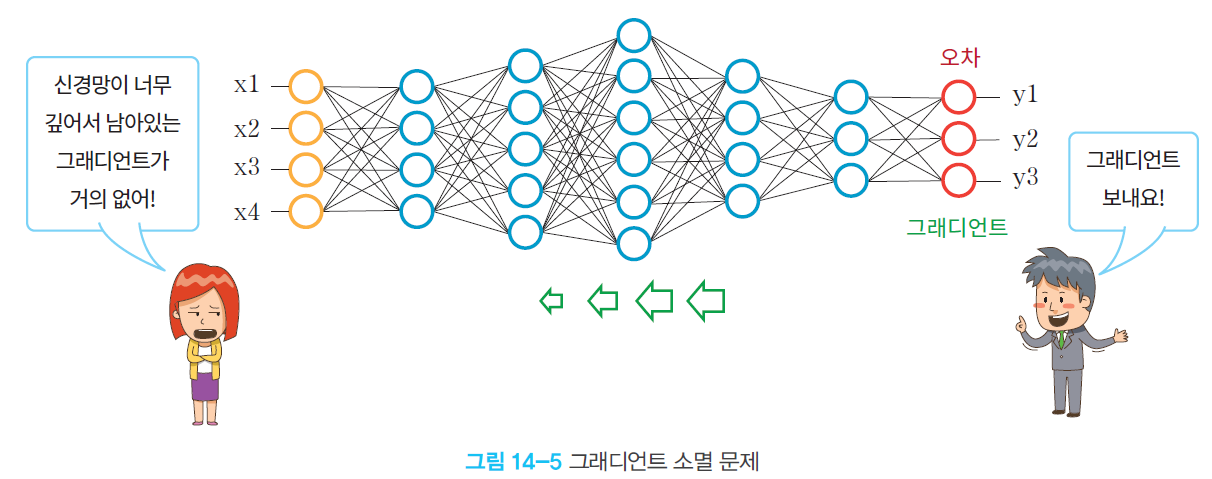 신경망이 너무
깊어서 남아있는
그래디언트가
거의 없어!
x1
x2
x3
x4
오차
y1
y2
y3
그래디언트
그래디언트
보내요!
그림 14-5 그래디언트 소멸 문제